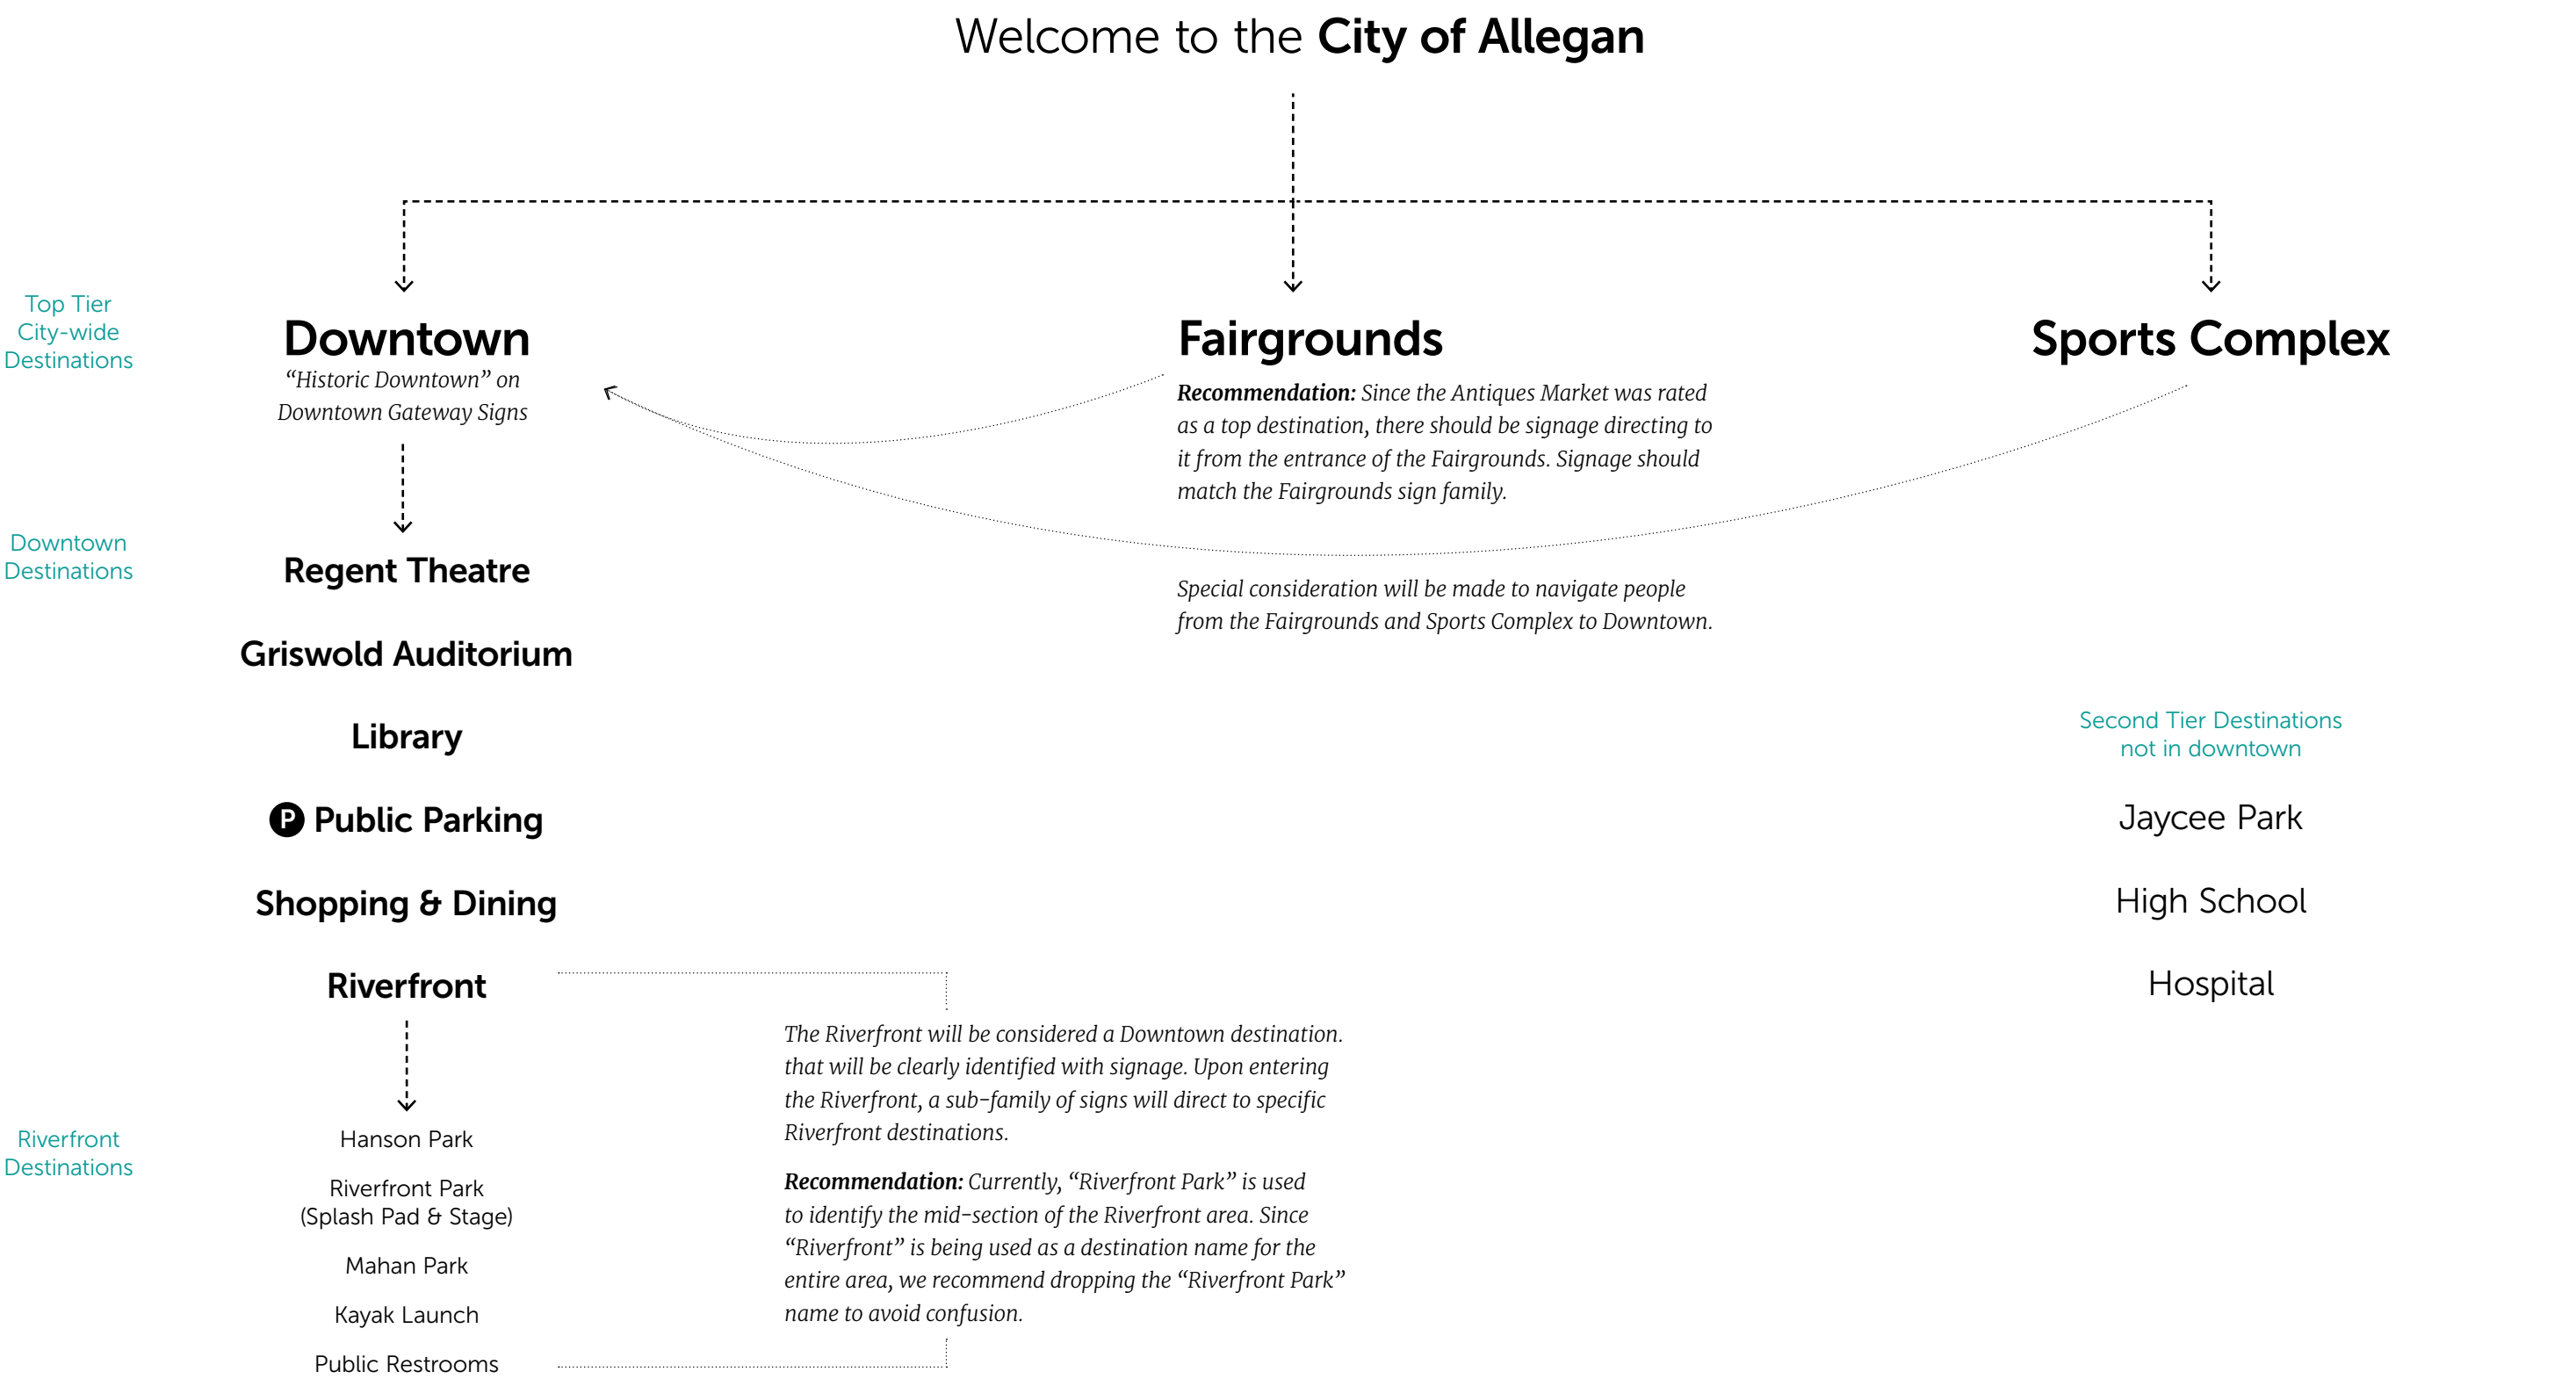 Welcome to the City of Allegan
Top Tier
City-wide
Destinations
Downtown
“Historic Downtown” on
Downtown Gateway Signs
Fairgrounds
Recommendation: Since the Antiques Market was rated
as a top destination, there should be signage directing to
it from the entrance of the Fairgrounds. Signage should
match the Fairgrounds sign family.
Special consideration will be made to navigate people
from the Fairgrounds and Sports Complex to Downtown.
Sports Complex
Downtown
Destinations
Regent Theatre
Griswold Auditorium
Library
P Public Parking
Shopping & Dining
Riverfront
The Riverfront will be considered a Downtown destination.
that will be clearly identified with signage. Upon entering
the Riverfront, a sub-family of signs will direct to specific
Riverfront destinations.
Recommendation: Currently, “Riverfront Park” is used
to identify the mid-section of the Riverfront area. Since
“Riverfront” is being used as a destination name for the
entire area, we recommend dropping the “Riverfront Park”
name to avoid confusion.
Riverfront
Destinations
Hanson Park
Riverfront Park
(Splash Pad & Stage)
Mahan Park
Kayak Launch
Public Restrooms
Second Tier Destinations
not in downtown
Jaycee Park
High School
Hospital